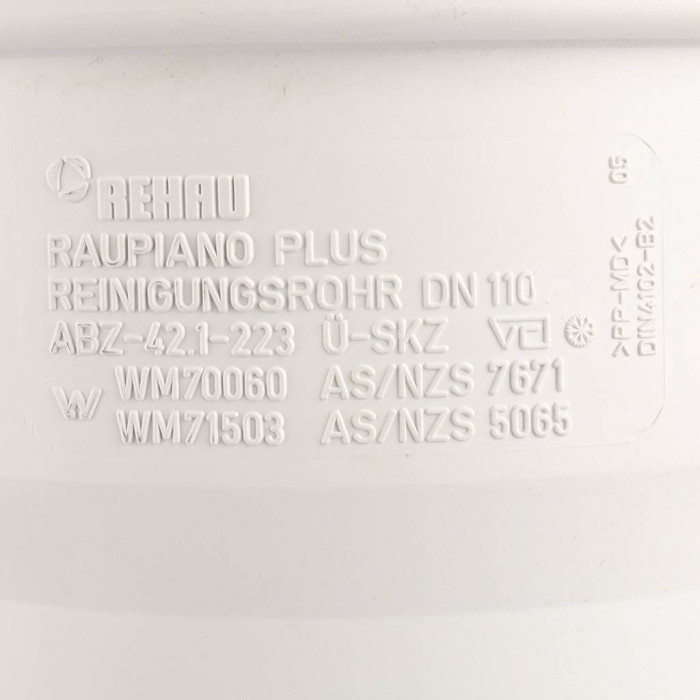 REHAU
RAUPIANO PLUS
REINIGUNGSROHR DN 110
ABZ-42.1-223 Ü-SKZ
W WM70060 AS/NZS 7671
WM71503 AS/NZS 5065
>PP-MD< 05
DIN4102-B2